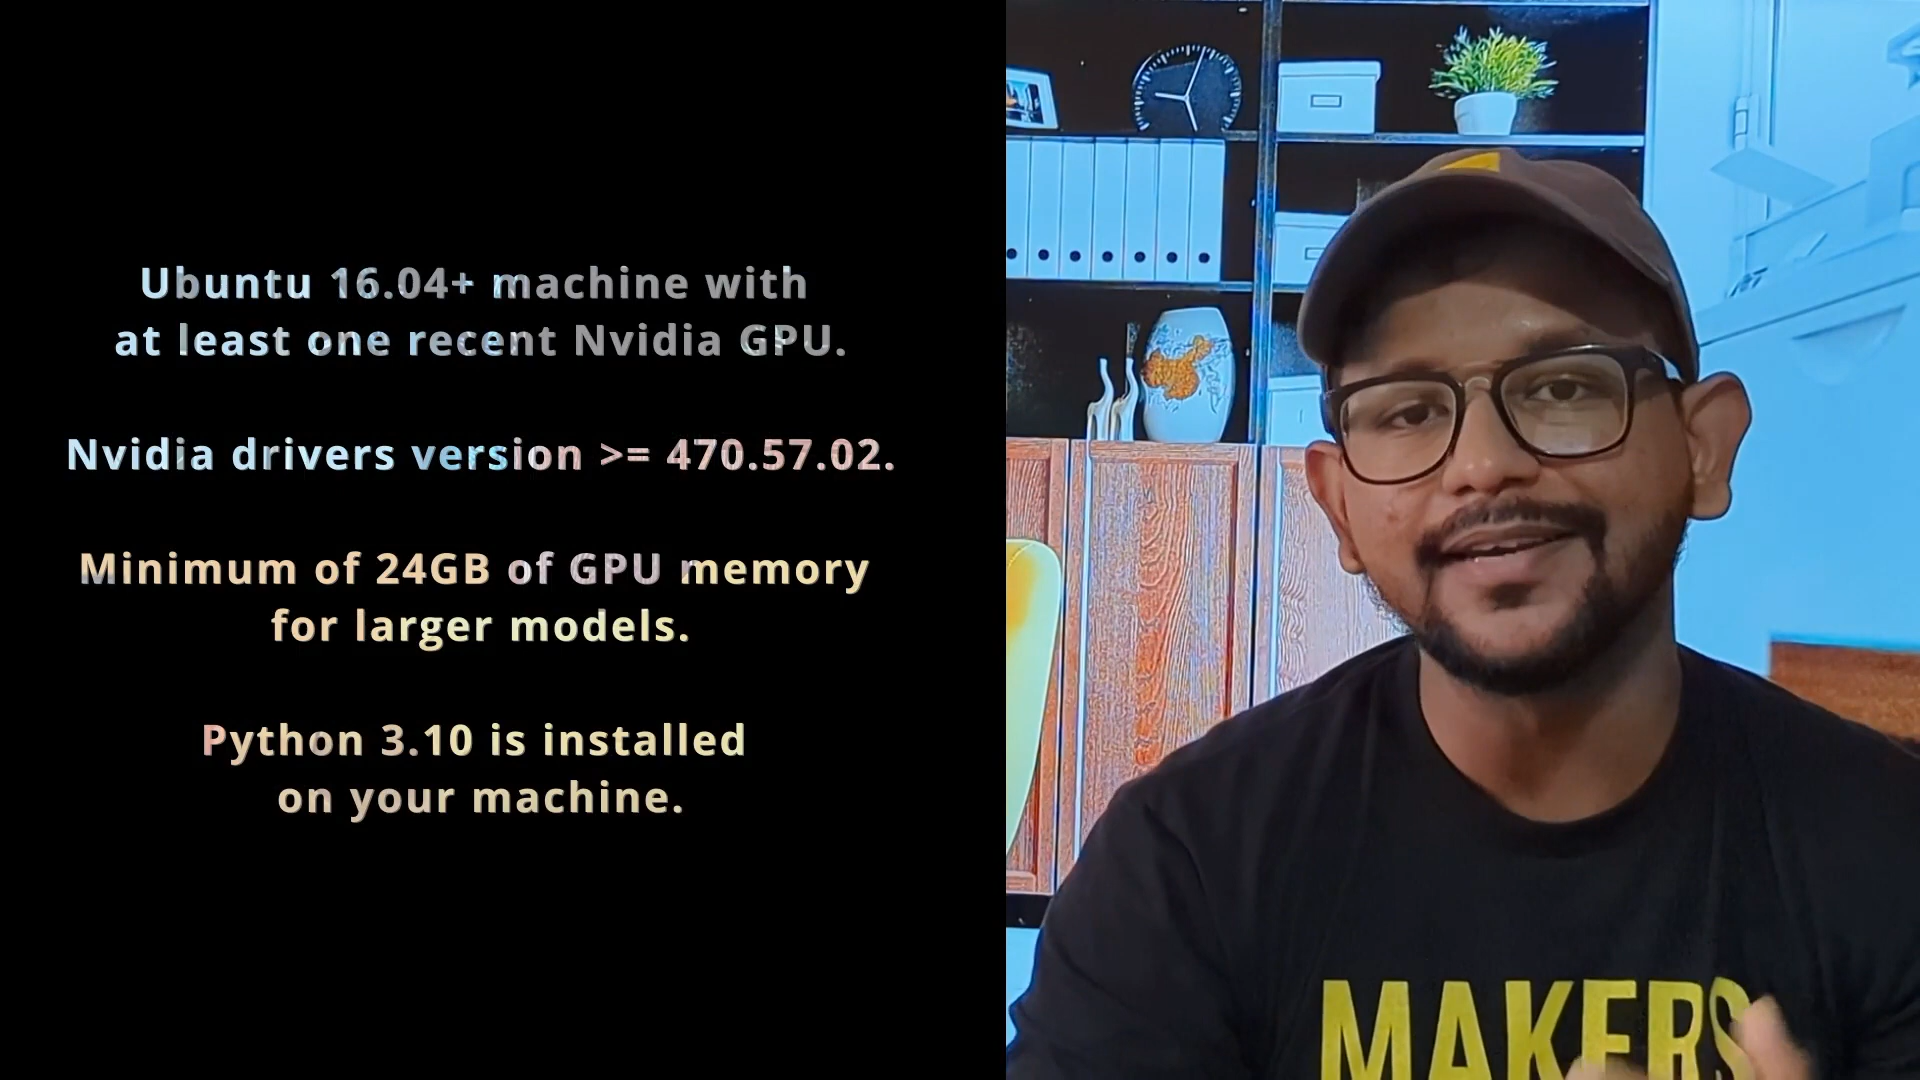 Ubuntu 16.04+ machine with
at least one recent Nvidia GPU.
Nvidia drivers version >= 470.57.02.
Minimum of 24GB of GPU memory
for larger models.
Python 3.10 is installed
on your machine.
MAKERS